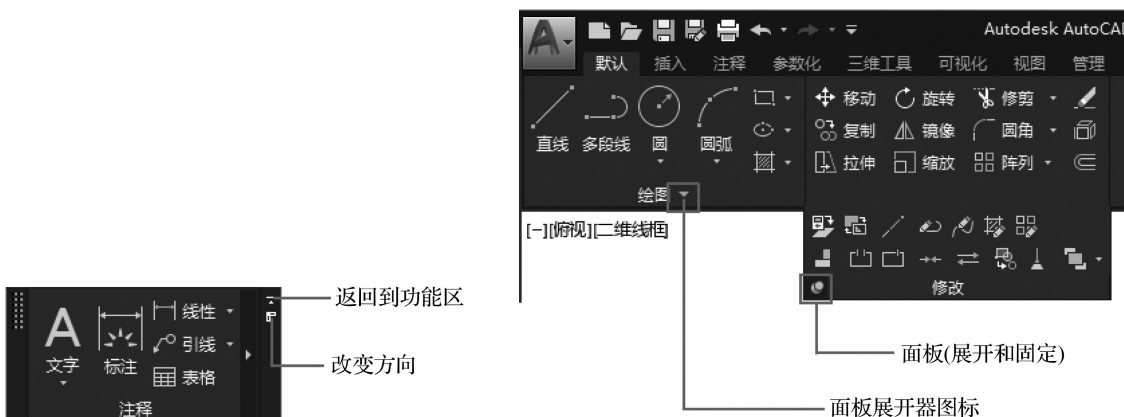 Autodesk AutoCAD
默认 插入 注释 参数化 三维工具 可视化 视图 管理
移动 旋转 修剪
复制 镜像 圆角
直线 多段线 圆 圆弧
拉伸 缩放 阵列
绘图
[−][俯视][二维线框]
修改
面板(展开和固定)
面板展开器图标
线性
引线
文字 标注
表格
注释
返回到功能区
改变方向